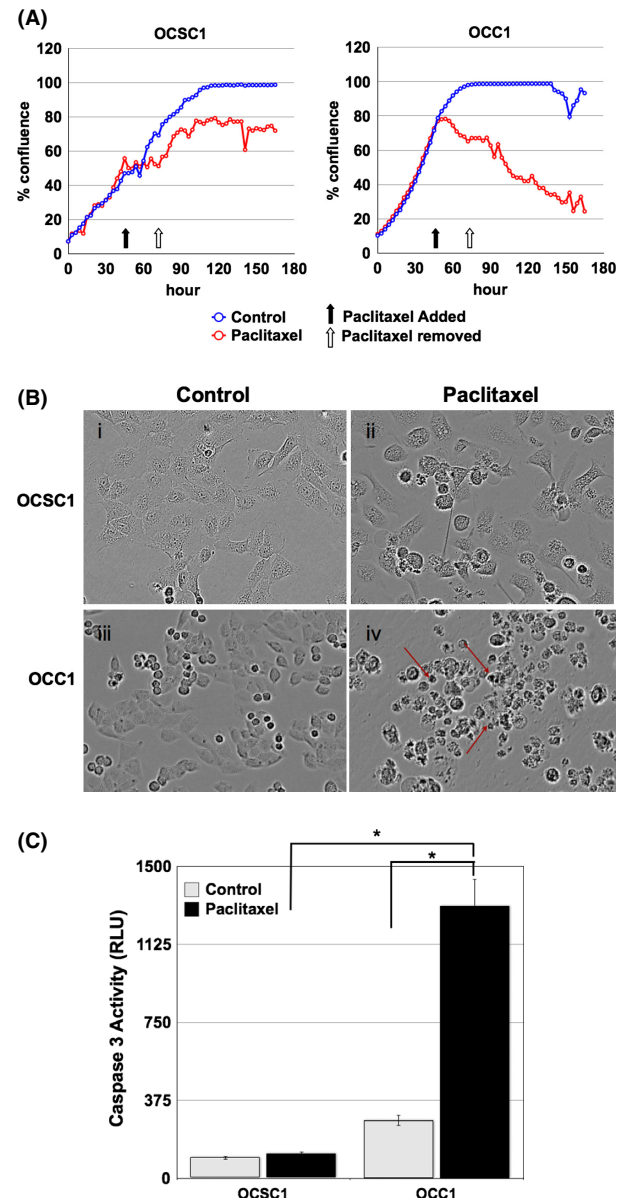 (A)
OCSC1
OCC1
120
100
80
60
40
20
0
% confluence
0 30 60 90 120 150 180
hour
120
100
80
60
40
20
0
% confluence
0 30 60 90 120 150 180
hour
Control
Paclitaxel
Paclitaxel Added
Paclitaxel removed
(B)
Control Paclitaxel
OCSC1
i
ii
OCC1
iii
iv
(C)
*
*
1500
1125
750
375
0
Caspase 3 Activity (RLU)
Control
Paclitaxel
OCSC1 OCC1